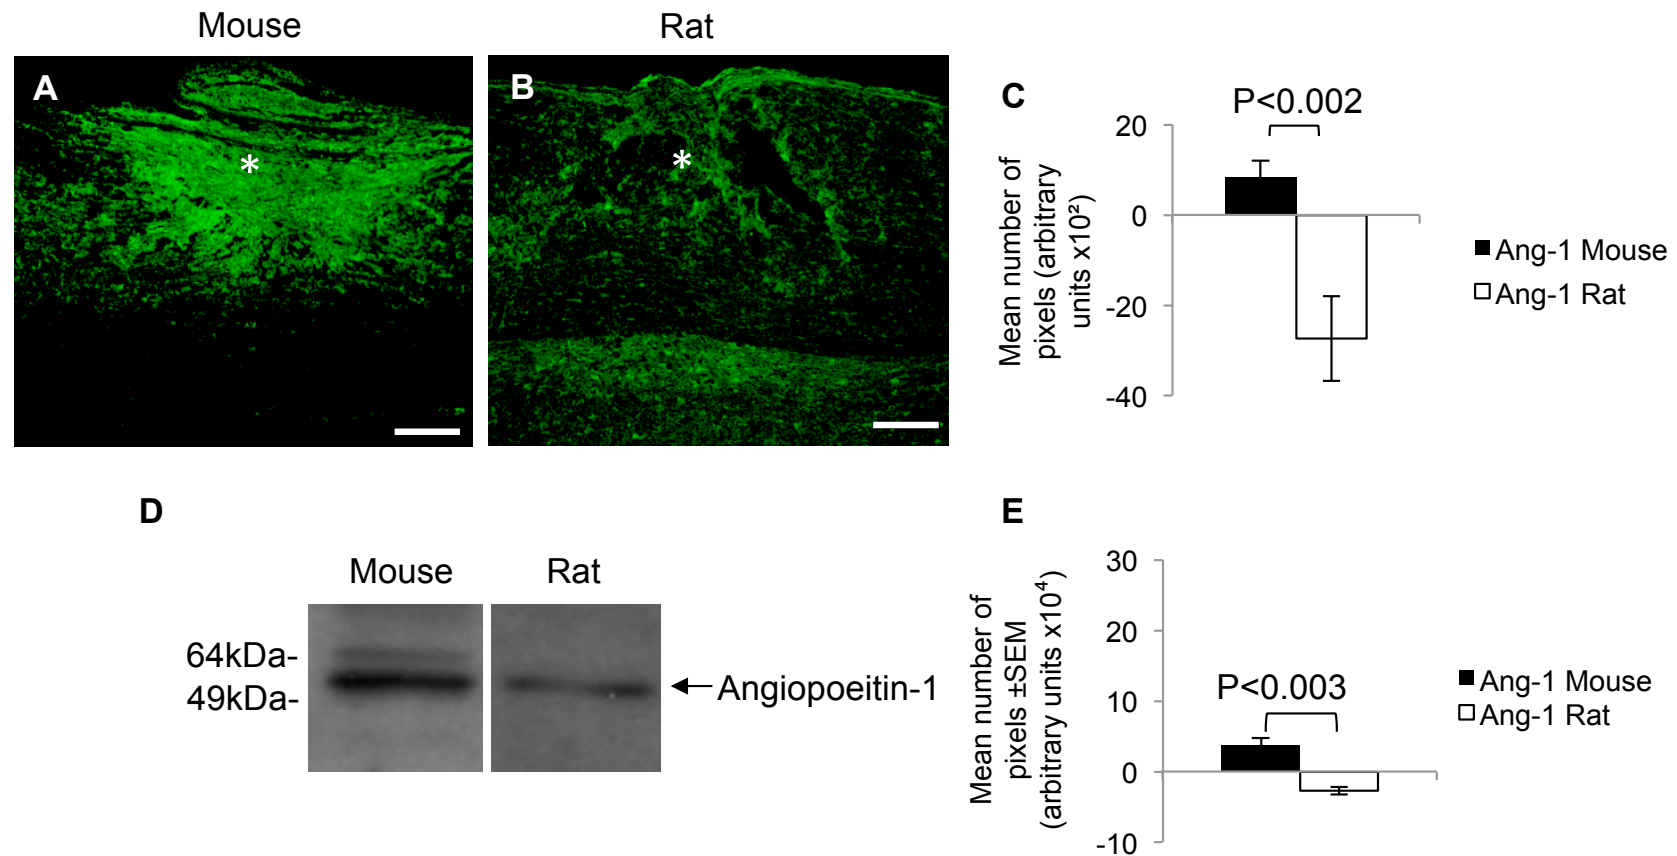 Mouse
Rat
A
*
B
*
C
P<0.002
20
0
-20
-40
Mean number of
pixels (arbitrary
units x10²)
Ang-1 Mouse
Ang-1 Rat
D
Mouse
Rat
64kDa-
49kDa-
Angiopoeitin-1
E
30
20
10
0
-10
Mean number of
pixels ±SEM
(arbitrary units x10⁴)
P<0.003
Ang-1 Mouse
Ang-1 Rat